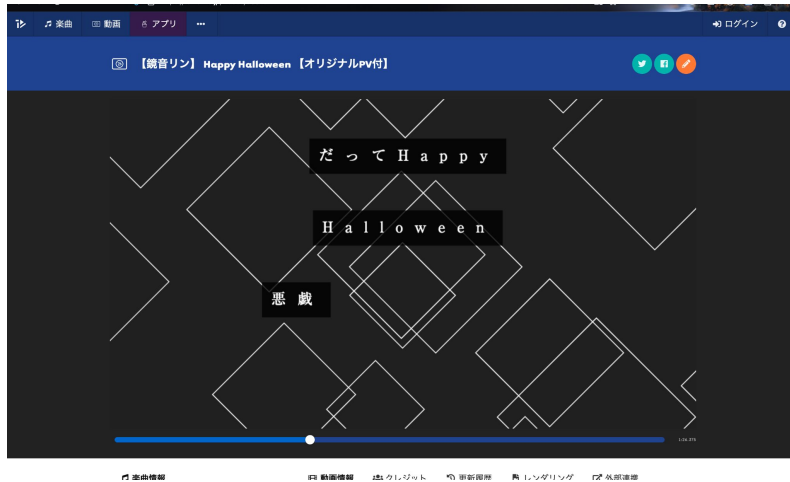 楽曲 動画 アプリ ••• ログイン
【鏡音リン】 Happy Halloween 【オリジナルPV付】
だってHappy
Halloween
悪戯
1:26.375
楽曲情報 動画情報 クレジット 更新履歴 レンダリング 外部連携